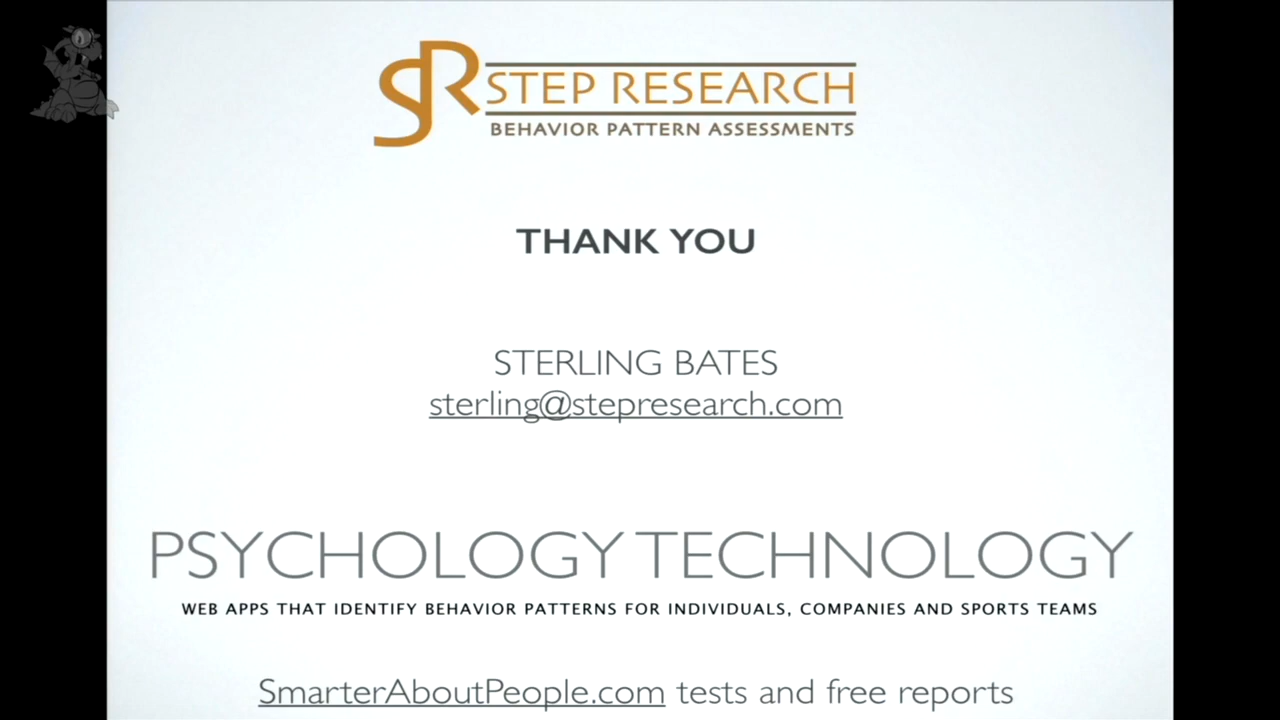 SR STEP RESEARCH
BEHAVIOR PATTERN ASSESSMENTS
THANK YOU
STERLING BATES
sterling@stepresearch.com
PSYCHOLOGY TECHNOLOGY
WEB APPS THAT IDENTIFY BEHAVIOR PATTERNS FOR INDIVIDUALS, COMPANIES AND SPORTS TEAMS
SmarterAboutPeople.com tests and free reports